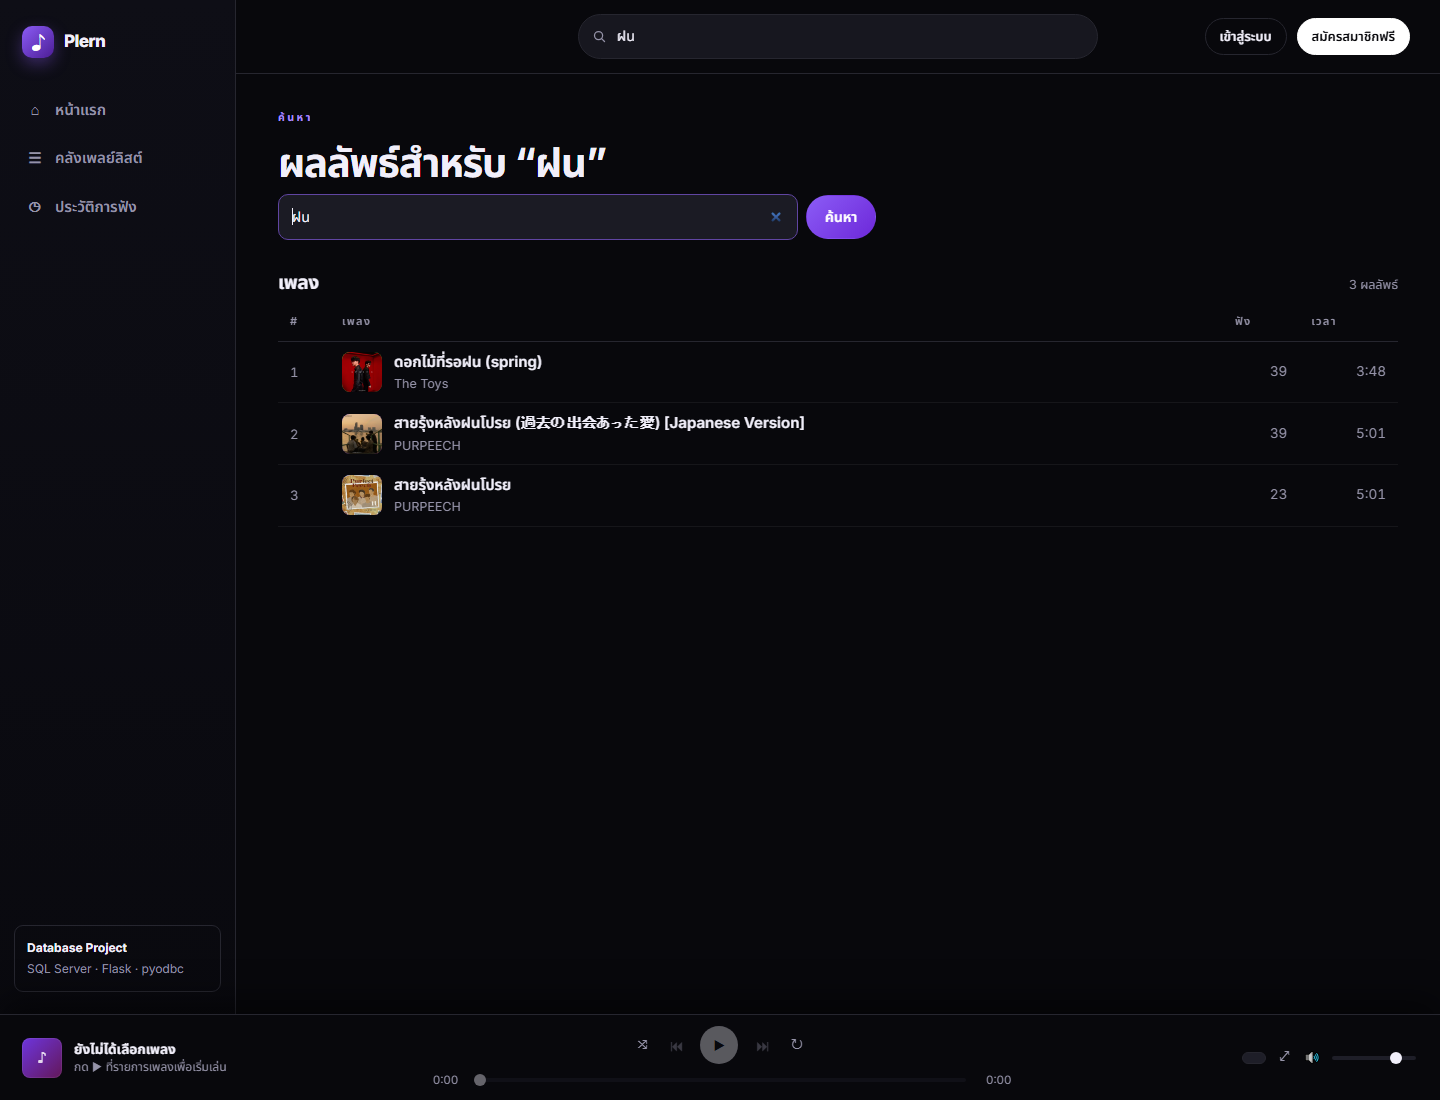 Plern
ฝน
เข้าสู่ระบบ
สมัครสมาชิกฟรี
หน้าแรก
คลังเพลย์ลิสต์
ประวัติการฟัง
ค้นหา
ผลลัพธ์สำหรับ “ฝน”
ฝน
ค้นหา
เพลง
3 ผลลัพธ์
# เพลง ฟัง เวลา
1 ดอกไม้ที่รอฝน (spring) 39 3:48
The Toys
2 สายรุ้งหลังฝนโปรย (過去の出会あった愛) [Japanese Version] 39 5:01
PURPEECH
3 สายรุ้งหลังฝนโปรย 23 5:01
PURPEECH
Database Project
SQL Server · Flask · pyodbc
ยังไม่ได้เลือกเพลง
กด ▶ ที่รายการเพลงเพื่อเริ่มเล่น
0:00
0:00